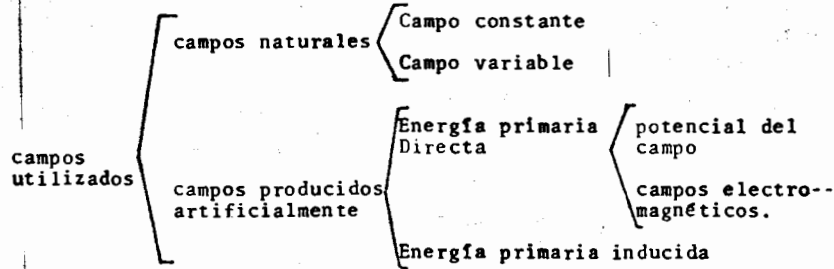 Campo constante
campos naturales
Campo variable
Energía primaria
Directa
potencial del
campo
campos
utilizados
campos producidos
artificialmente
campos electro--
magnéticos.
Energía primaria inducida